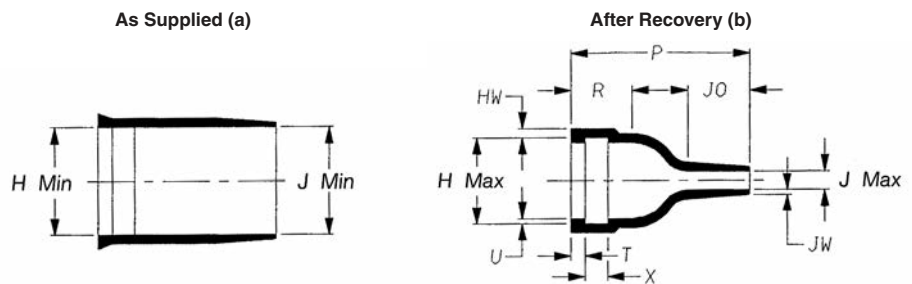 As Supplied (a)
After Recovery (b)
P
R
JO
HW
H Min
J Min
H Max
J Max
U
T
JW
X